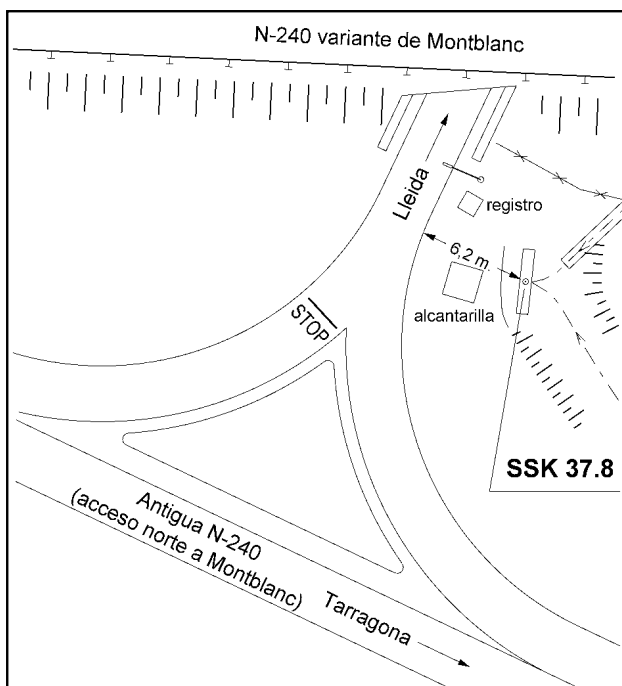 N-240 variante de Montblanc
Lleida
registro
6,2 m.
alcantarilla
STOP
SSK 37.8
Antigua N-240
(acceso norte a Montblanc)
Tarragona